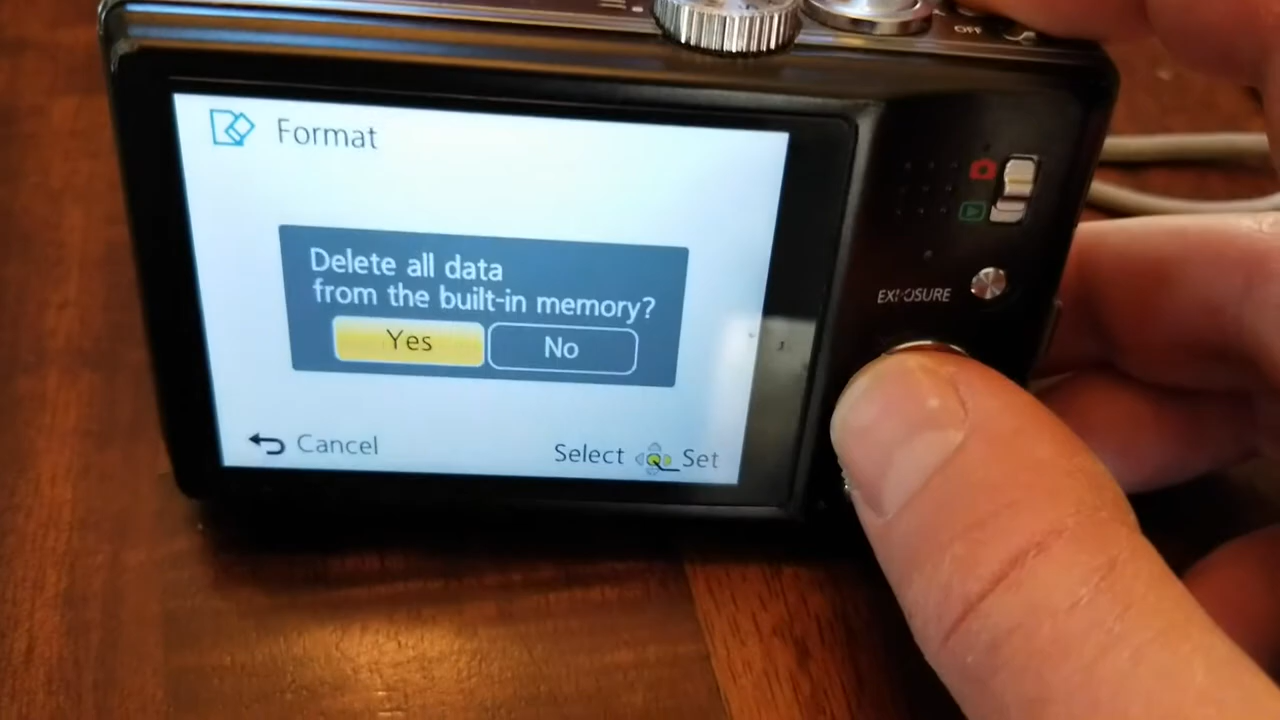 OFF
Format
Delete all data
from the built-in memory?
Yes
No
EXPOSURE
Cancel
Select
Set